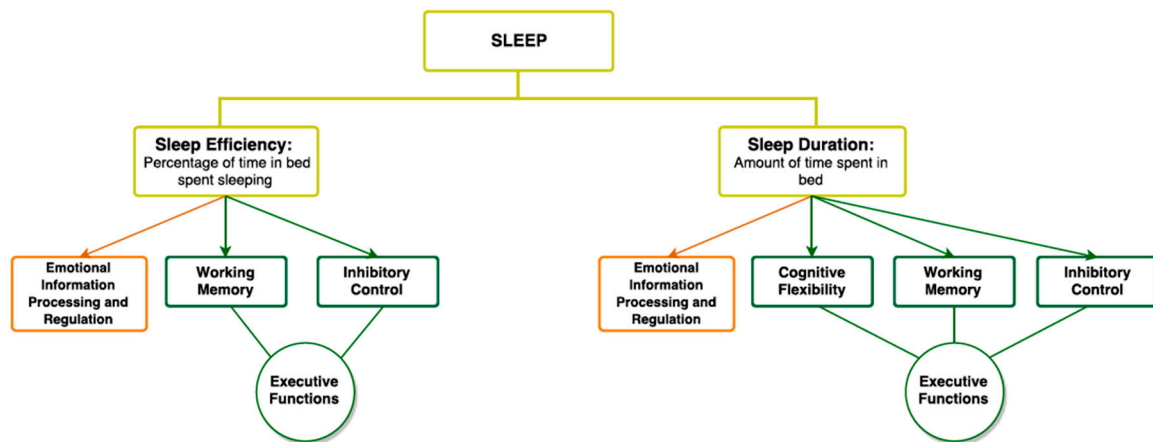 SLEEP
Sleep Efficiency:
Percentage of time in bed
spent sleeping
Sleep Duration:
Amount of time spent in
bed
Emotional
Information
Processing and
Regulation
Working
Memory
Inhibitory
Control
Emotional
Information
Processing and
Regulation
Cognitive
Flexibility
Working
Memory
Inhibitory
Control
Executive
Functions
Executive
Functions